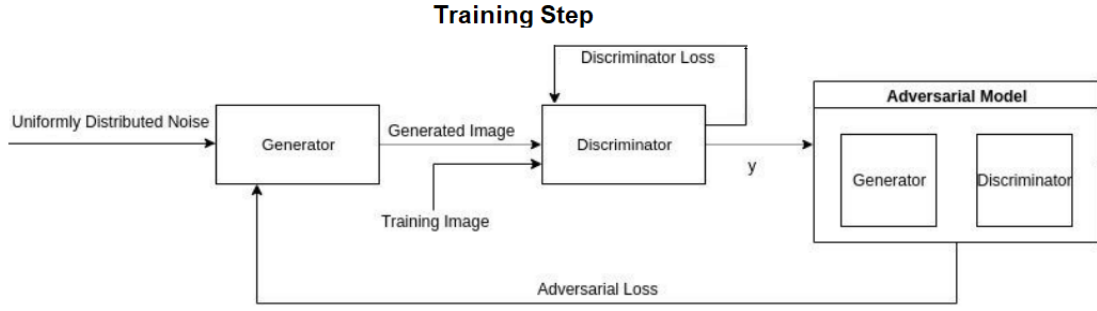 Training Step
Discriminator Loss
Adversarial Model
Uniformly Distributed Noise
Generator
Generated Image
Discriminator
y
Generator
Discriminator
Training Image
Adversarial Loss